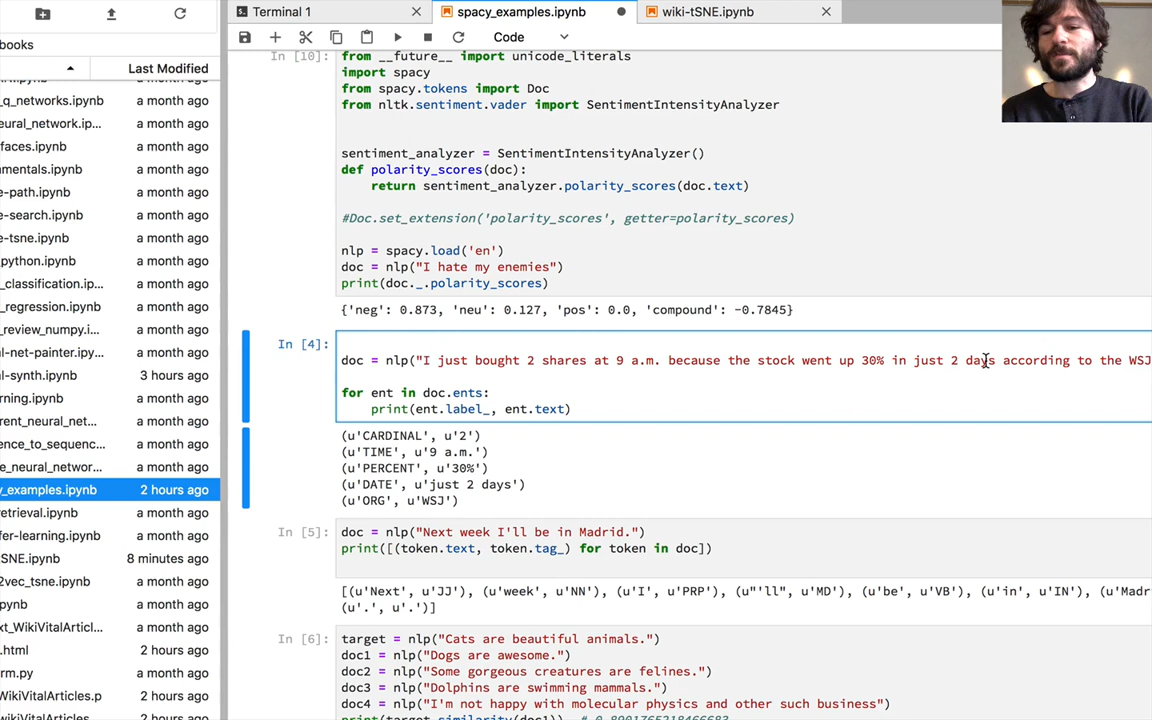 Terminal 1
spacy_examples.ipynb
wiki-tSNE.ipynb
Code
books
Last Modified
_q_networks.ipynb a month ago
eural_network.ip... a month ago
faces.ipynb a month ago
mentals.ipynb a month ago
e-path.ipynb a month ago
e-search.ipynb a month ago
e-tsne.ipynb a month ago
python.ipynb a month ago
_classification.ip... a month ago
_regression.ipynb a month ago
_review_numpy.i... a month ago
al-net-painter.ipy... a month ago
al-synth.ipynb 3 hours ago
rning.ipynb a month ago
rrent_neural_net... a month ago
ence_to_sequenc... a month ago
e_neural_networ... a month ago
y_examples.ipynb 2 hours ago
retrieval.ipynb a month ago
fer-learning.ipynb a month ago
SNE.ipynb 8 minutes ago
2vec_tsne.ipynb a month ago
pynb a month ago
xt_WikiVitalArticl... a month ago
.html 2 hours ago
rm.py a month ago
WikiVitalArticles.p 2 hours ago
WikiVitalArticles... 2 hours ago
In [10]:
from __future__ import unicode_literals
import spacy
from spacy.tokens import Doc
from nltk.sentiment.vader import SentimentIntensityAnalyzer
sentiment_analyzer = SentimentIntensityAnalyzer()
def polarity_scores(doc):
return sentiment_analyzer.polarity_scores(doc.text)
#Doc.set_extension('polarity_scores', getter=polarity_scores)
nlp = spacy.load('en')
doc = nlp("I hate my enemies")
print(doc._.polarity_scores)
{'neg': 0.873, 'neu': 0.127, 'pos': 0.0, 'compound': -0.7845}
In [4]:
doc = nlp("I just bought 2 shares at 9 a.m. because the stock went up 30% in just 2 days according to the WSJ
for ent in doc.ents:
print(ent.label_, ent.text)
(u'CARDINAL', u'2')
(u'TIME', u'9 a.m.')
(u'PERCENT', u'30%')
(u'DATE', u'just 2 days')
(u'ORG', u'WSJ')
In [5]:
doc = nlp("Next week I'll be in Madrid.")
print([(token.text, token.tag_) for token in doc])
[(u'Next', u'JJ'), (u'week', u'NN'), (u'I', u'PRP'), (u"'ll", u'MD'), (u'be', u'VB'), (u'in', u'IN'), (u'Madr
(u'.', u'.')]
In [6]:
target = nlp("Cats are beautiful animals.")
doc1 = nlp("Dogs are awesome.")
doc2 = nlp("Some gorgeous creatures are felines.")
doc3 = nlp("Dolphins are swimming mammals.")
doc4 = nlp("I'm not happy with molecular physics and other such business")
print(target.similarity(doc1)) # 0.8901766218466683